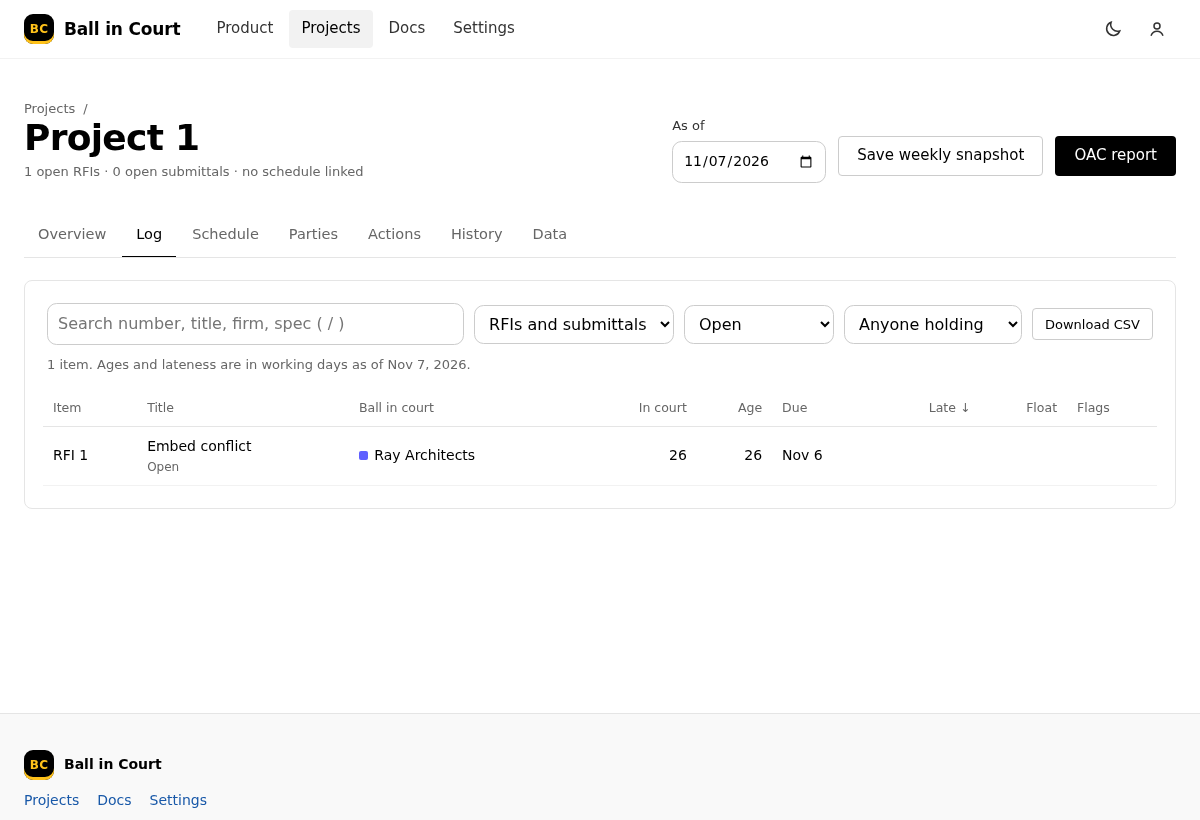 BC Ball in Court Product Projects Docs Settings
Projects /
Project 1
1 open RFIs · 0 open submittals · no schedule linked
As of
11/07/2026
Save weekly snapshot
OAC report
Overview Log Schedule Parties Actions History Data
Search number, title, firm, spec ( / ) RFIs and submittals Open Anyone holding Download CSV
1 item. Ages and lateness are in working days as of Nov 7, 2026.
Item Title Ball in court In court Age Due Late ↓ Float Flags
RFI 1 Embed conflict Ray Architects 26 26 Nov 6
Open
BC Ball in Court
Projects Docs Settings